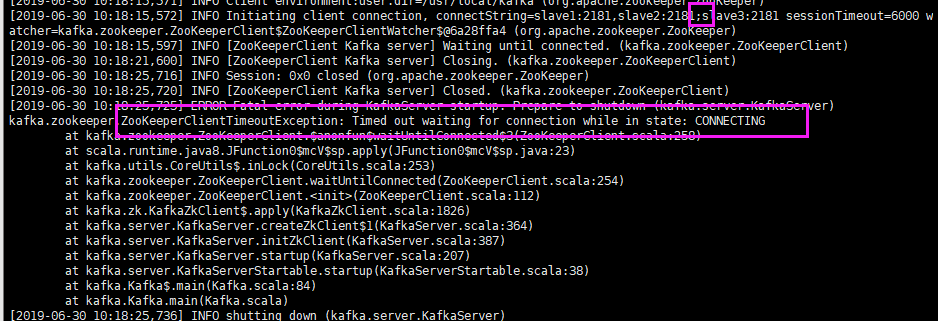 [2019-06-30 10:18:15,571] INFO Client environment:user.dir=/usr/local/kafka (org.apache.zookeeper.ZooKeeper)
[2019-06-30 10:18:15,572] INFO Initiating client connection, connectString=slave1:2181,slave2:2181;slave3:2181 sessionTimeout=6000 w
atcher=kafka.zookeeper.ZooKeeperClient$ZooKeeperClientWatcher$@6a28ffa4 (org.apache.zookeeper.ZooKeeper)
[2019-06-30 10:18:15,597] INFO [ZooKeeperClient Kafka server] Waiting until connected. (kafka.zookeeper.ZooKeeperClient)
[2019-06-30 10:18:21,600] INFO [ZooKeeperClient Kafka server] Closing. (kafka.zookeeper.ZooKeeperClient)
[2019-06-30 10:18:25,716] INFO Session: 0x0 closed (org.apache.zookeeper.ZooKeeper)
[2019-06-30 10:18:25,720] INFO [ZooKeeperClient Kafka server] Closed. (kafka.zookeeper.ZooKeeperClient)
[2019-06-30 10:18:25,725] ERROR Fatal error during KafkaServer startup. Prepare to shutdown (kafka.server.KafkaServer)
kafka.zookeeper.ZooKeeperClientTimeoutException: Timed out waiting for connection while in state: CONNECTING
at kafka.zookeeper.ZooKeeperClient.$anonfun$waitUntilConnected$3(ZooKeeperClient.scala:258)
at scala.runtime.java8.JFunction0$mcV$sp.apply(JFunction0$mcV$sp.java:23)
at kafka.utils.CoreUtils$.inLock(CoreUtils.scala:253)
at kafka.zookeeper.ZooKeeperClient.waitUntilConnected(ZooKeeperClient.scala:254)
at kafka.zookeeper.ZooKeeperClient.<init>(ZooKeeperClient.scala:112)
at kafka.zk.KafkaZkClient$.apply(KafkaZkClient.scala:1826)
at kafka.server.KafkaServer.createZkClient$1(KafkaServer.scala:364)
at kafka.server.KafkaServer.initZkClient(KafkaServer.scala:387)
at kafka.server.KafkaServer.startup(KafkaServer.scala:207)
at kafka.server.KafkaServerStartable.startup(KafkaServerStartable.scala:38)
at kafka.Kafka$.main(Kafka.scala:84)
at kafka.Kafka.main(Kafka.scala)
[2019-06-30 10:18:25,736] INFO shutting down (kafka.server.KafkaServer)